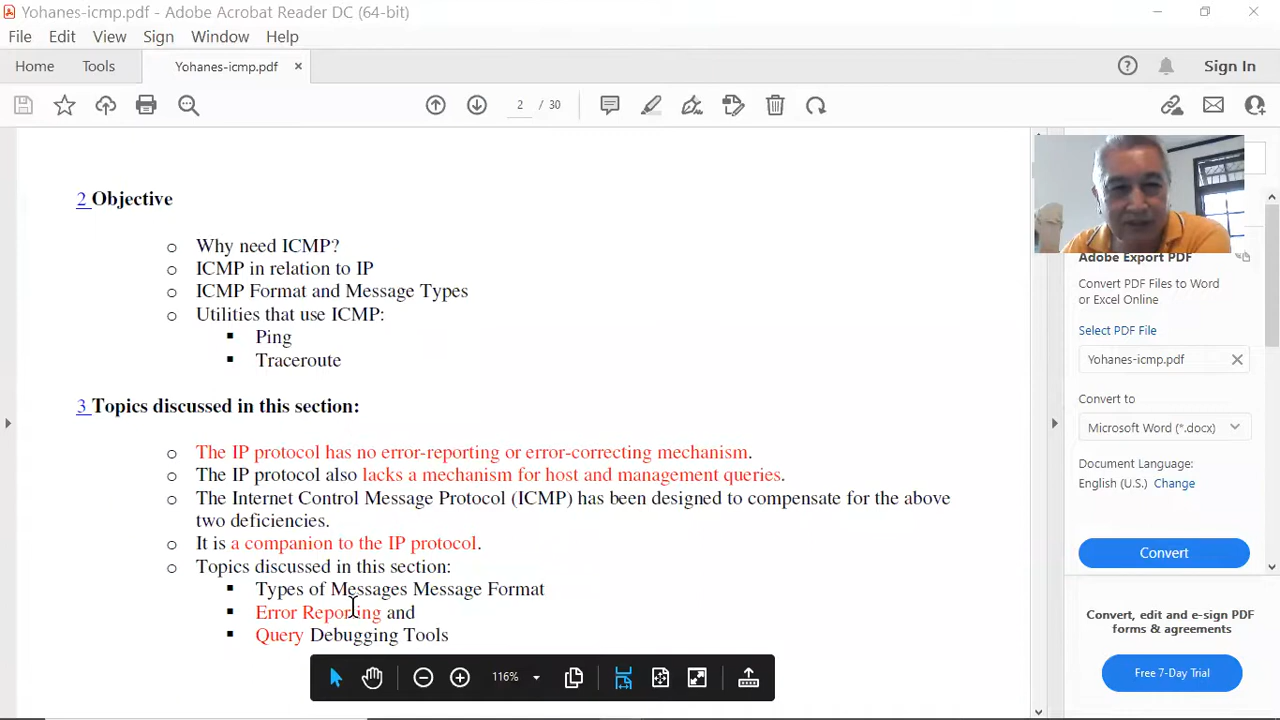 Yohanes-icmp.pdf - Adobe Acrobat Reader DC (64-bit)
File Edit View Sign Window Help
Home Tools Yohanes-icmp.pdf × Sign In
2 / 30
2 Objective
o Why need ICMP?
o ICMP in relation to IP
o ICMP Format and Message Types
o Utilities that use ICMP:
▪ Ping
▪ Traceroute
3 Topics discussed in this section:
o The IP protocol has no error-reporting or error-correcting mechanism.
o The IP protocol also lacks a mechanism for host and management queries.
o The Internet Control Message Protocol (ICMP) has been designed to compensate for the above
two deficiencies.
o It is a companion to the IP protocol.
o Topics discussed in this section:
▪ Types of Messages Message Format
▪ Error Reporting and
▪ Query Debugging Tools
116%
Adobe Export PDF
Convert PDF Files to Word
or Excel Online
Select PDF File
Yohanes-icmp.pdf
Convert to
Microsoft Word (*.docx)
Document Language:
English (U.S.) Change
Convert
Convert, edit and e-sign PDF
forms & agreements
Free 7-Day Trial